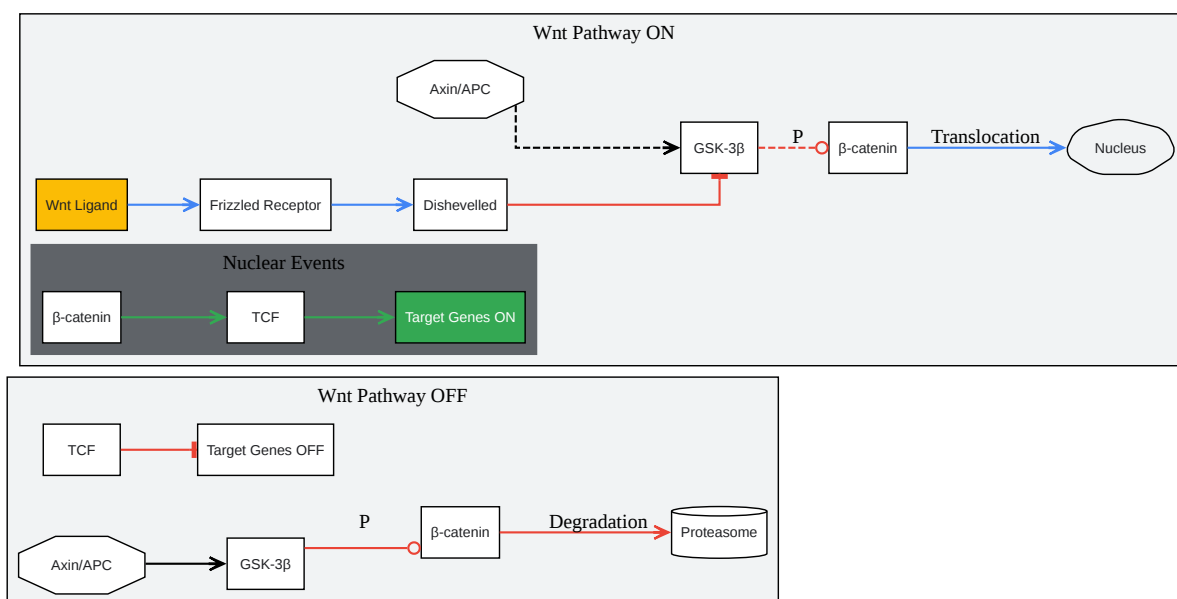 Wnt Pathway ON
Axin/APC
GSK-3β
P
β-catenin
Translocation
Nucleus
Wnt Ligand
Frizzled Receptor
Dishevelled
Nuclear Events
β-catenin
TCF
Target Genes ON
Wnt Pathway OFF
TCF
Target Genes OFF
Axin/APC
GSK-3β
P
β-catenin
Degradation
Proteasome